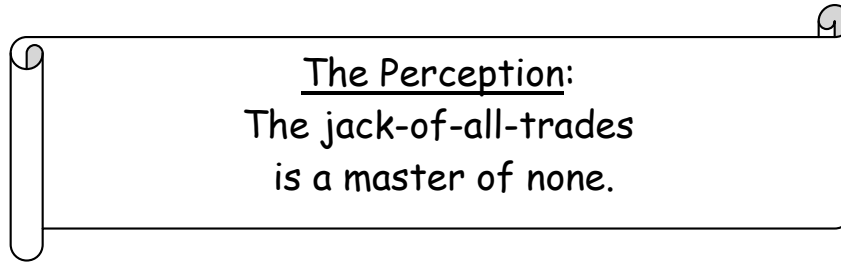 The Perception:
The jack-of-all-trades
is a master of none.